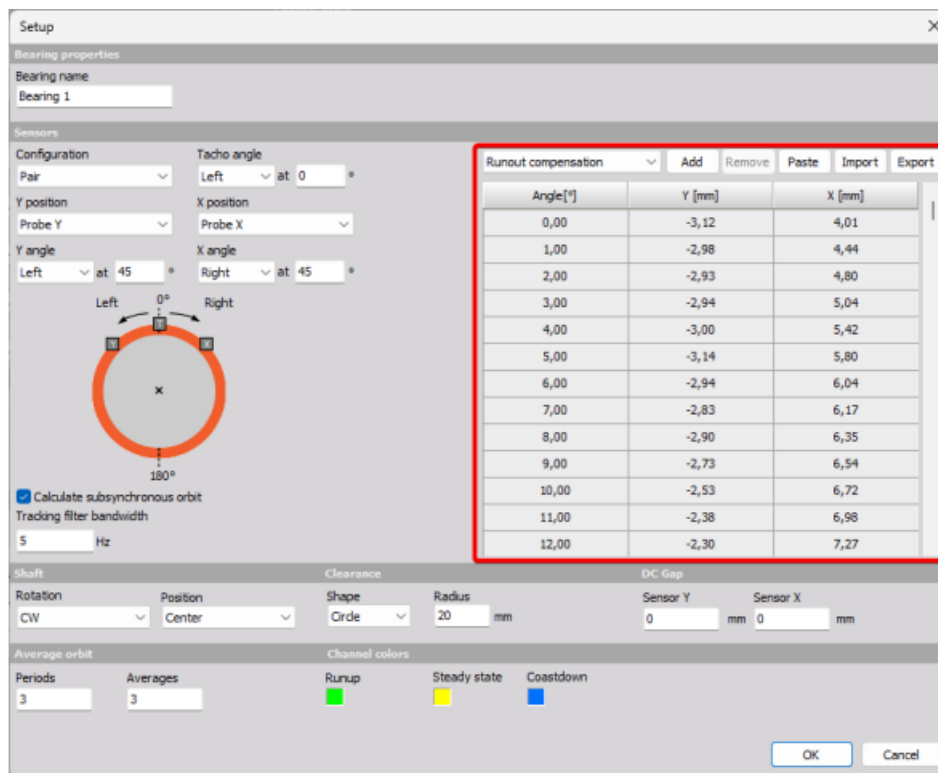 Setup
Bearing properties
Bearing name
Bearing 1
Sensors
Configuration Tacho angle
Pair Left at 0 °
Y position X position
Probe Y Probe X
Y angle X angle
Left at 45 ° Right at 45 °
Left 0° Right
T
Y X
180°
Calculate subsynchronous orbit
Tracking filter bandwidth
5 Hz
Runout compensation Add Remove Paste Import Export
Angle[°] Y [mm] X [mm]
0,00 -3,12 4,01
1,00 -2,98 4,44
2,00 -2,93 4,80
3,00 -2,94 5,04
4,00 -3,00 5,42
5,00 -3,14 5,80
6,00 -2,94 6,04
7,00 -2,83 6,17
8,00 -2,90 6,35
9,00 -2,73 6,54
10,00 -2,53 6,72
11,00 -2,38 6,98
12,00 -2,30 7,27
Shaft Clearance DC Gap
Rotation Position Shape Radius Sensor Y Sensor X
CW Center Circle 20 mm 0 mm 0 mm
Average orbit Channel colors
Periods Averages Runup Steady state Coastdown
3 3
OK Cancel